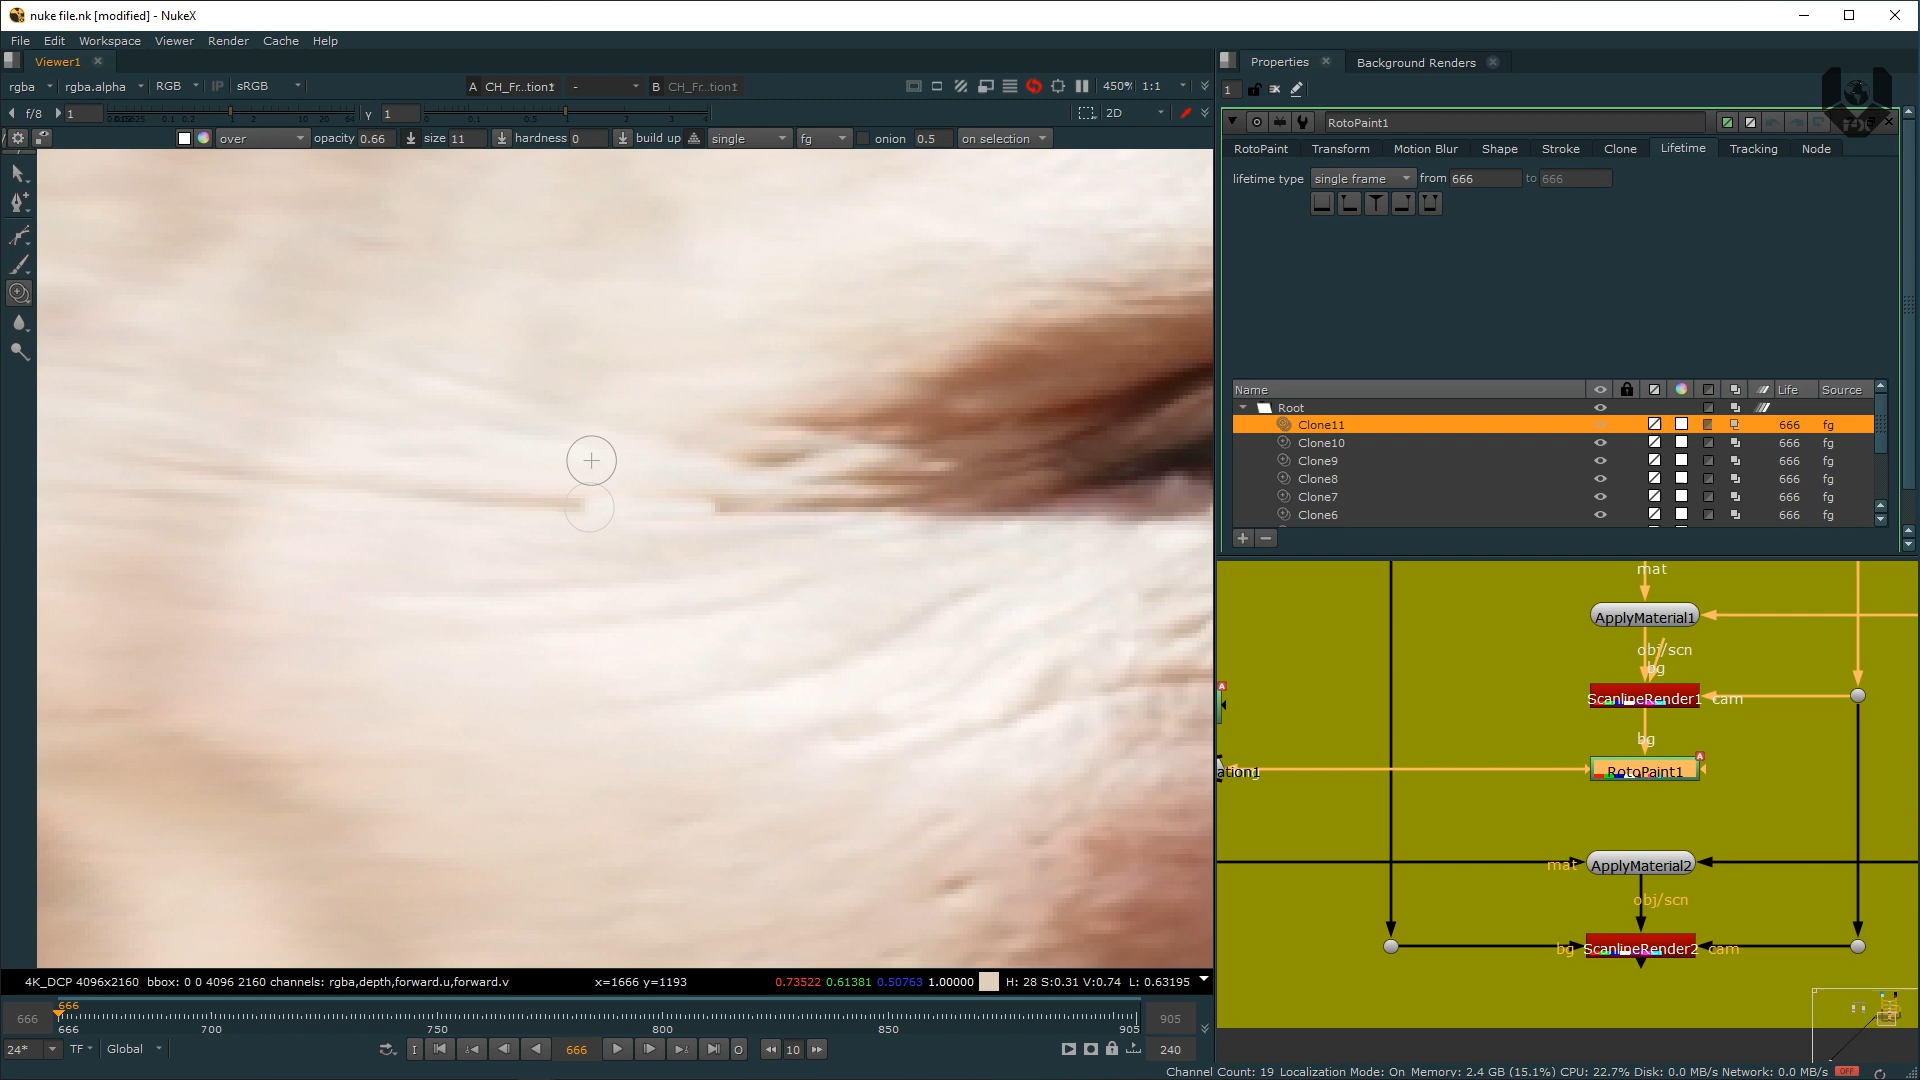 nuke file.nk [modified] - NukeX
File Edit Workspace Viewer Render Cache Help
Viewer1
rgba rgba.alpha RGB IP sRGB A CH_Fr...tion1 - B CH_Fr...tion1 450% 1:1
f/8 1 γ 1 2D
over opacity 0.66 size 11 hardness 0 build up single fg onion 0.5 on selection
4K_DCP 4096x2160 bbox: 0 0 4096 2160 channels: rgba,depth,forward.u,forward.v x=1666 y=1193 0.73522 0.61381 0.50763 1.00000 H: 28 S:0.31 V:0.74 L: 0.63195
666
666 905
666 700 750 800 850 905
24* TF Global I 666 O 10 240
Properties Background Renders
1
RotoPaint1
RotoPaint Transform Motion Blur Shape Stroke Clone Lifetime Tracking Node
lifetime type single frame from 666 to 666
Name Life Source
Root
Clone11 666 fg
Clone10 666 fg
Clone9 666 fg
Clone8 666 fg
Clone7 666 fg
Clone6 666 fg
mat
ApplyMaterial1
obj/scn
bg
ScanlineRender1 cam
bg
ation1 RotoPaint1
mat ApplyMaterial2
obj/scn
bg ScanlineRender2 cam
Channel Count: 19 Localization Mode: On Memory: 2.4 GB (15.1%) CPU: 22.7% Disk: 0.0 MB/s Network: 0.0 MB/s OFF